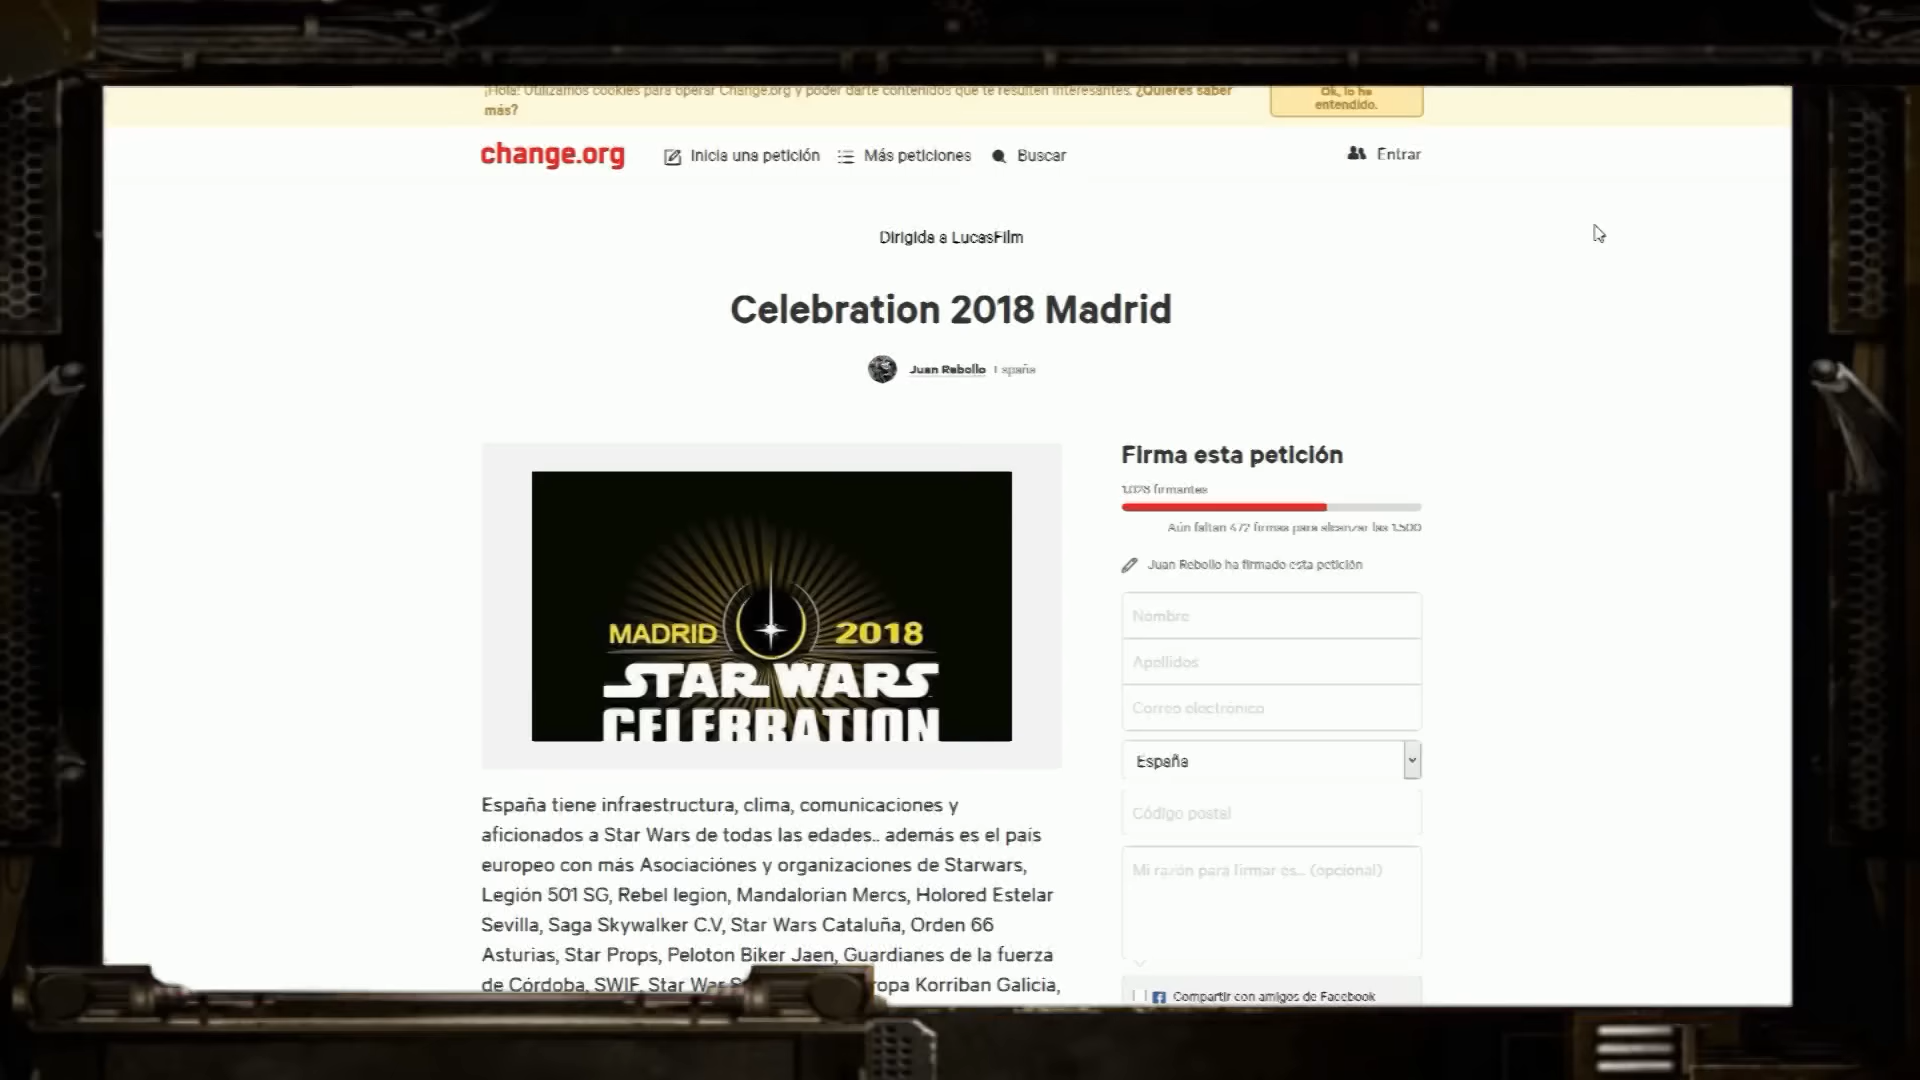 ¡Hola! Utilizamos cookies para operar Change.org y poder darte contenidos que te resulten interesantes. ¿Quieres saber
más?
Ok, lo he
entendido.
change.org
Inicia una petición
Más peticiones
Buscar
Entrar
Dirigida a LucasFilm
Celebration 2018 Madrid
Juan Rebollo
España
MADRID 2018
STAR WARS
CELEBRATION
España tiene infraestructura, clima, comunicaciones y
aficionados a Star Wars de todas las edades.. además es el país
europeo con más Asociaciónes y organizaciones de Starwars,
Legión 501 SG, Rebel legion, Mandalorian Mercs, Holored Estelar
Sevilla, Saga Skywalker C.V, Star Wars Cataluña, Orden 66
Asturias, Star Props, Peloton Biker Jaen, Guardianes de la fuerza
de Córdoba, SWIF, Star War ropa Korriban Galicia,
Firma esta petición
1.028 firmantes
Aún faltan 472 firmas para alcanzar las 1.500
Juan Rebollo ha firmado esta petición
Nombre
Apellidos
Correo electrónico
España
Código postal
Mi razón para firmar es... (opcional)
Compartir con amigos de Facebook